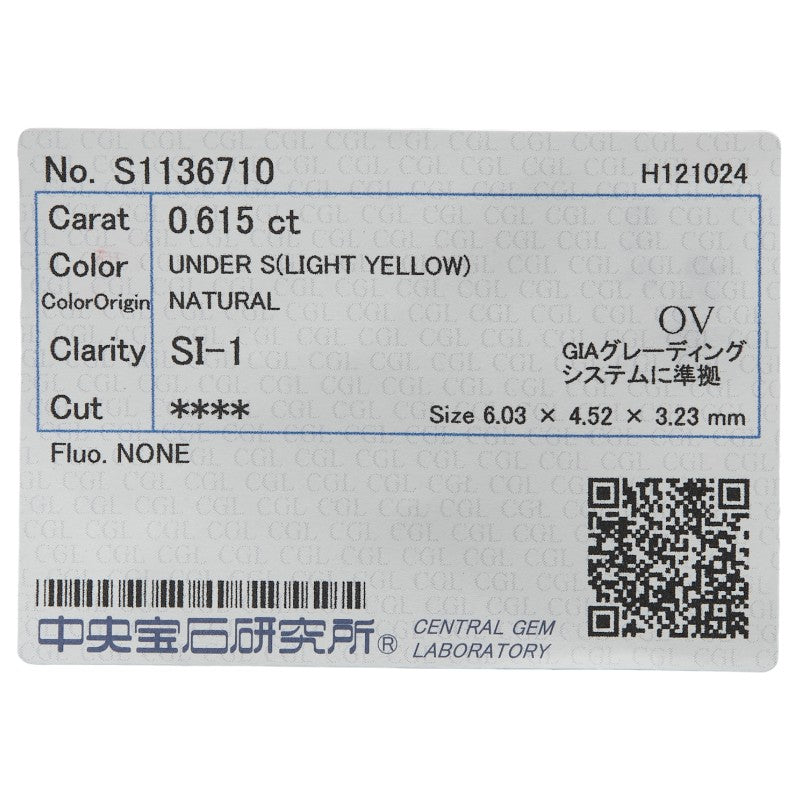 No. S1136710 H121024
Carat 0.615 ct
Color UNDER S(LIGHT YELLOW)
ColorOrigin NATURAL
OV
Clarity SI-1 GIAグレーディング
システムに準拠
Cut **** Size 6.03 × 4.52 × 3.23 mm
Fluo. NONE
中央宝石研究所® CENTRAL GEM
LABORATORY